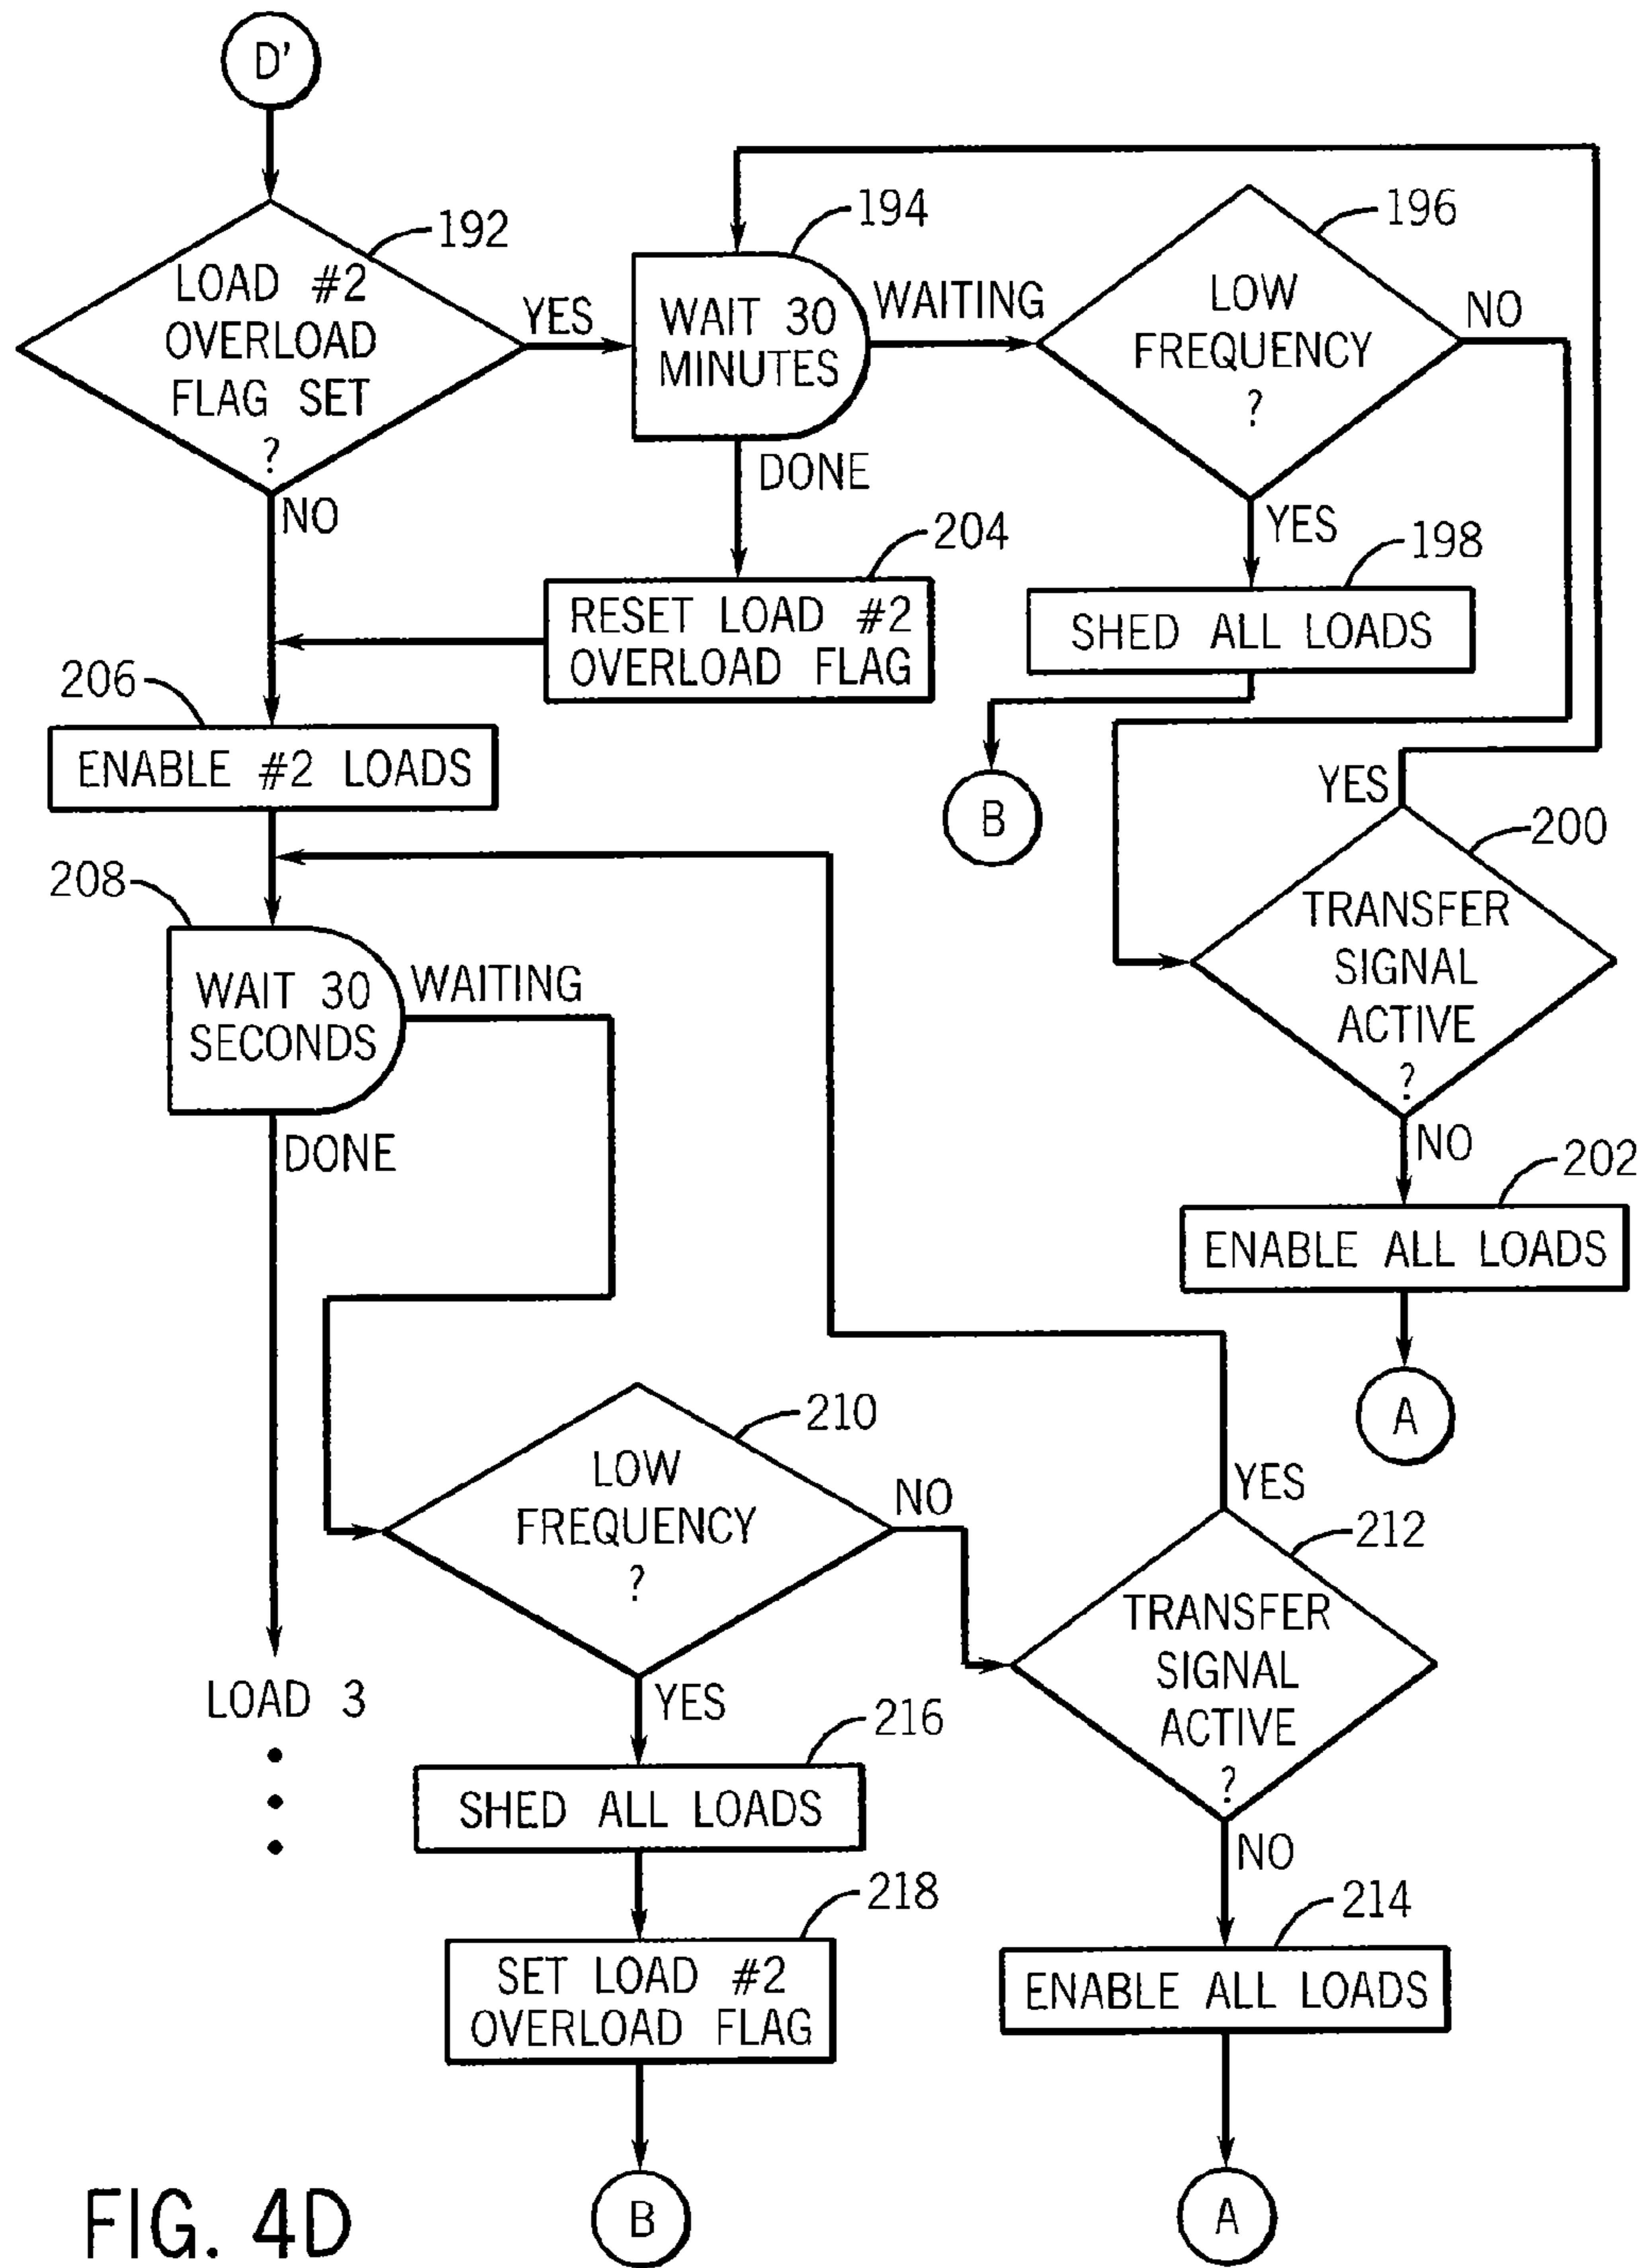 D'
192
LOAD #2
OVERLOAD
FLAG SET
?
YES
NO
194
WAIT 30
MINUTES
WAITING
DONE
196
LOW
FREQUENCY
?
NO
YES
198
SHED ALL LOADS
B
204
RESET LOAD #2
OVERLOAD FLAG
206
ENABLE #2 LOADS
YES
200
TRANSFER
SIGNAL
ACTIVE
?
NO
202
ENABLE ALL LOADS
A
208
WAIT 30
SECONDS
WAITING
DONE
LOAD 3
210
LOW
FREQUENCY
?
NO
YES
YES
212
TRANSFER
SIGNAL
ACTIVE
?
NO
216
SHED ALL LOADS
218
SET LOAD #2
OVERLOAD FLAG
B
214
ENABLE ALL LOADS
A
FIG. 4D